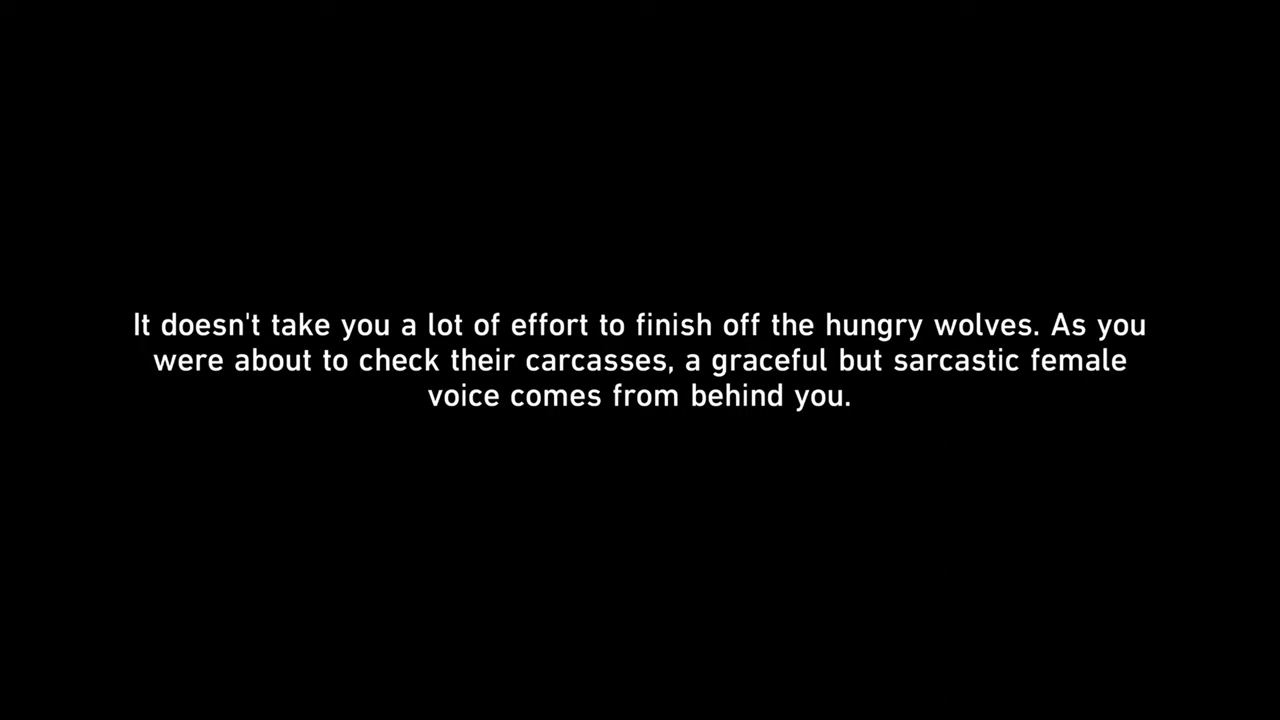 It doesn't take you a lot of effort to finish off the hungry wolves. As you
were about to check their carcasses, a graceful but sarcastic female
voice comes from behind you.